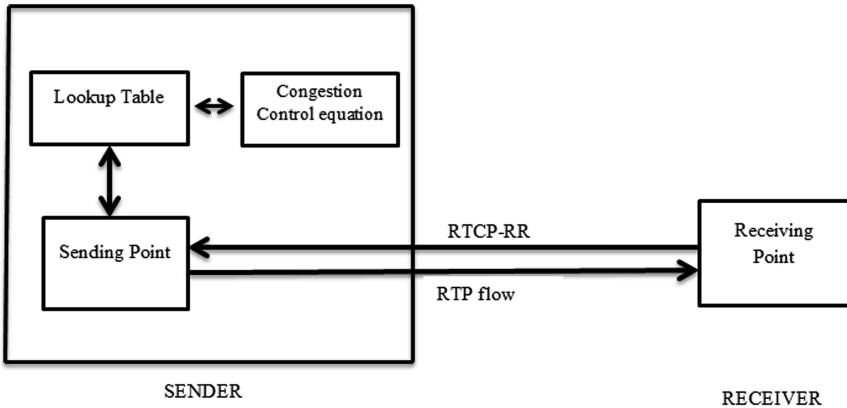 Lookup Table
Congestion
Control equation
Sending Point
RTCP-RR
RTP flow
Receiving
Point
SENDER
RECEIVER